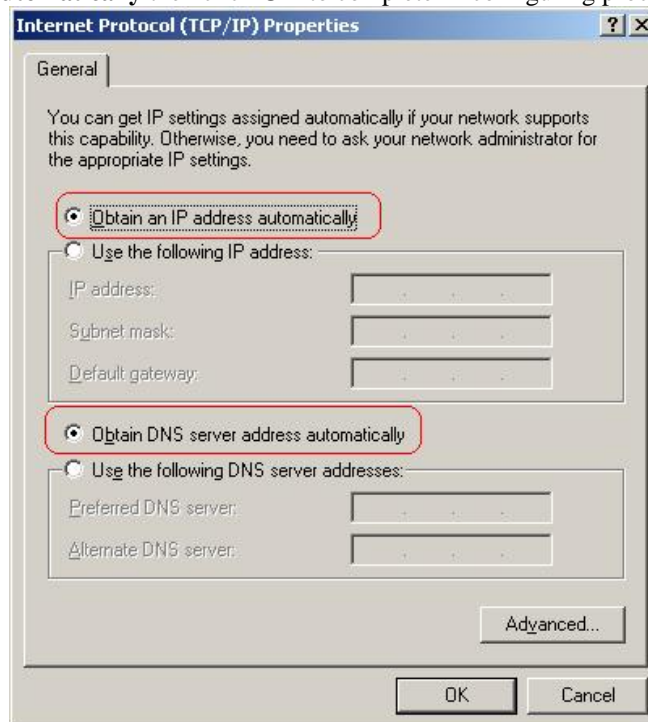 Internet Protocol (TCP/IP) Properties
General
You can get IP settings assigned automatically if your network supports
this capability. Otherwise, you need to ask your network administrator for
the appropriate IP settings.
Obtain an IP address automatically
Use the following IP address:
IP address:
Subnet mask:
Default gateway:
Obtain DNS server address automatically
Use the following DNS server addresses:
Preferred DNS server:
Alternate DNS server:
Advanced...
OK
Cancel